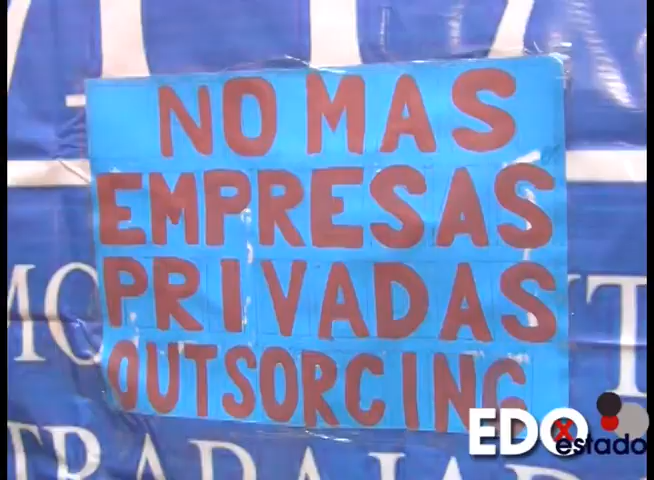 NO MAS
EMPRESAS
PRIVADAS
OUTSORCING
EDO
x
estado